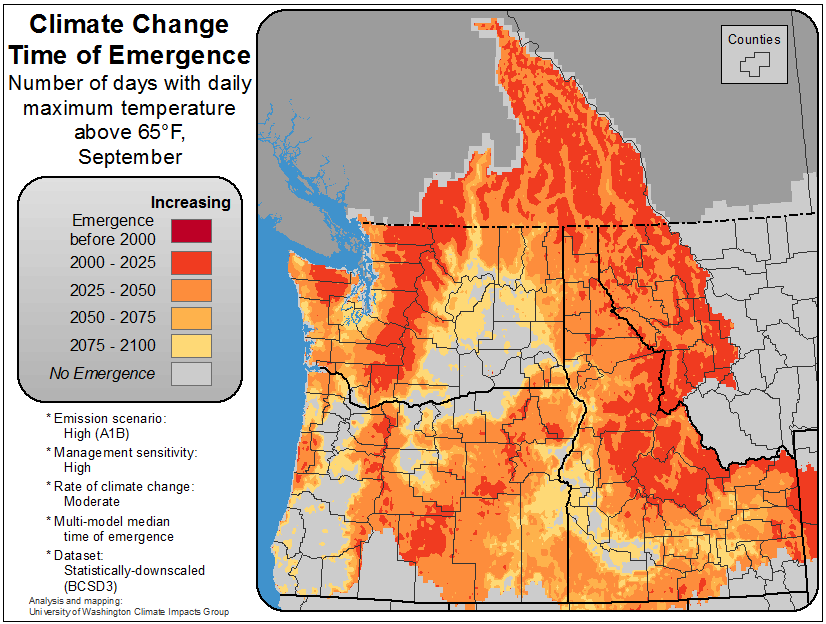 Climate Change
Time of Emergence
Number of days with daily
maximum temperature
above 65°F,
September
Increasing
Emergence
before 2000
2000 - 2025
2025 - 2050
2050 - 2075
2075 - 2100
No Emergence
* Emission scenario:
High (A1B)
* Management sensitivity:
High
* Rate of climate change:
Moderate
* Multi-model median
time of emergence
* Dataset:
Statistically-downscaled
(BCSD3)
Analysis and mapping:
University of Washington Climate Impacts Group
Counties